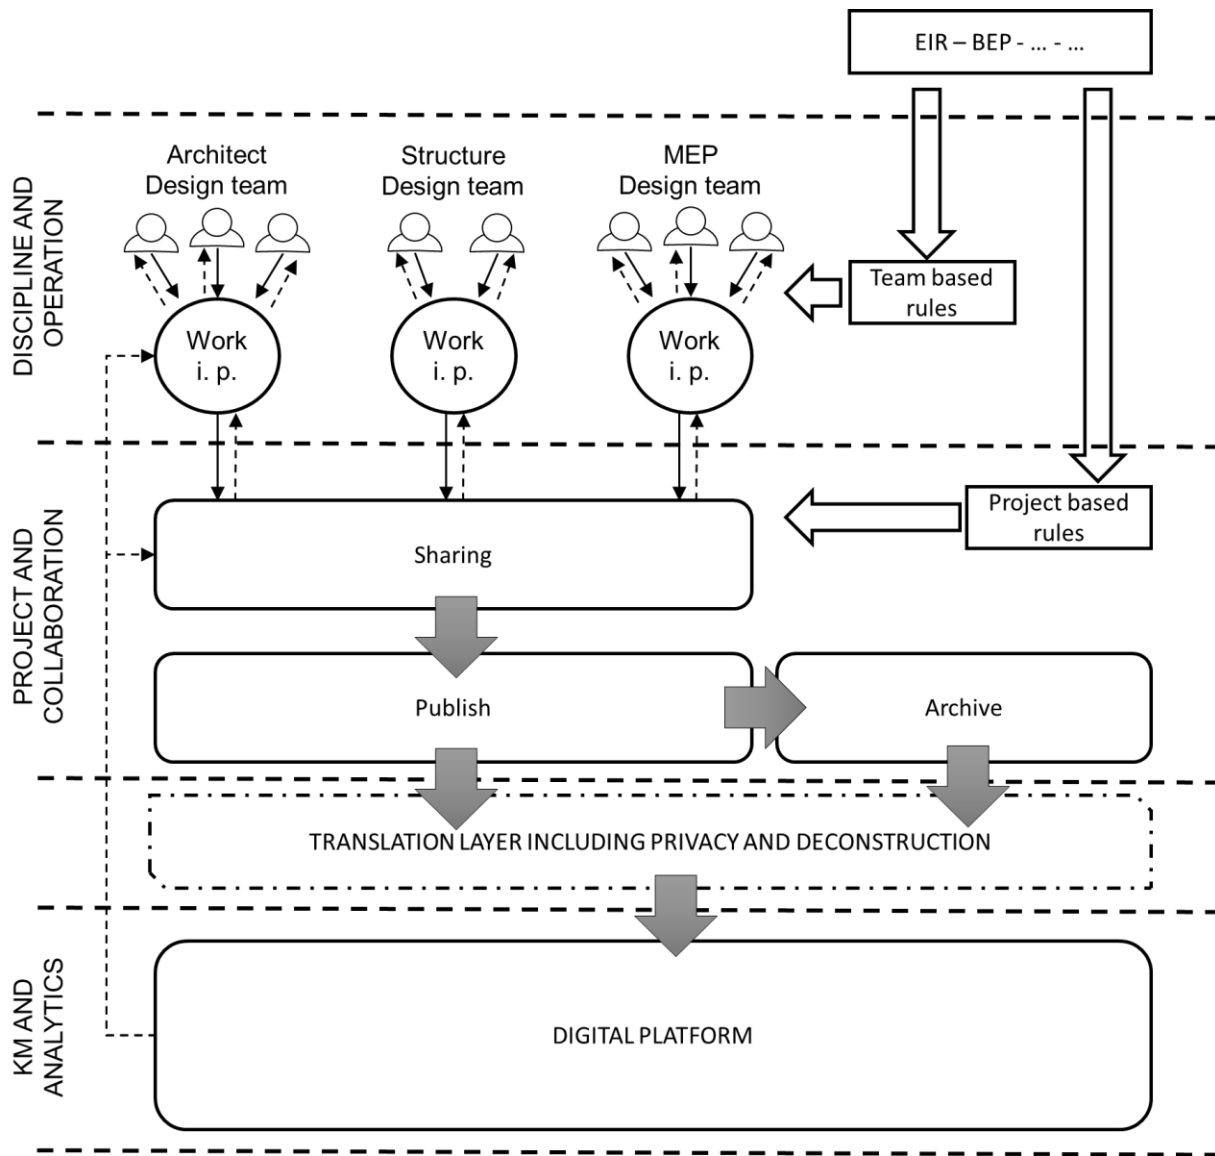 EIR – BEP - ... - ...
DISCIPLINE AND
OPERATION
Architect
Design team
Structure
Design team
MEP
Design team
Team based
rules
Work
i. p.
Work
i. p.
Work
i. p.
PROJECT AND
COLLABORATION
Project based
rules
Sharing
Publish
Archive
TRANSLATION LAYER INCLUDING PRIVACY AND DECONSTRUCTION
KM AND
ANALYTICS
DIGITAL PLATFORM